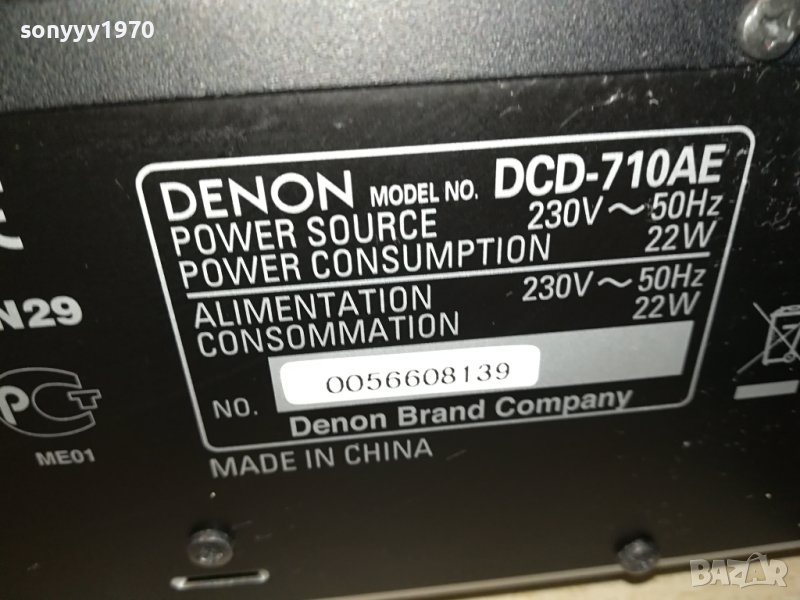 sonyyy1970
DENON MODEL NO. DCD-710AE
POWER SOURCE 230V～50Hz
POWER CONSUMPTION 22W
ALIMENTATION 230V～50Hz
CONSOMMATION 22W
NO. 0056608139
Denon Brand Company
MADE IN CHINA
N29
ME01
BAZAR